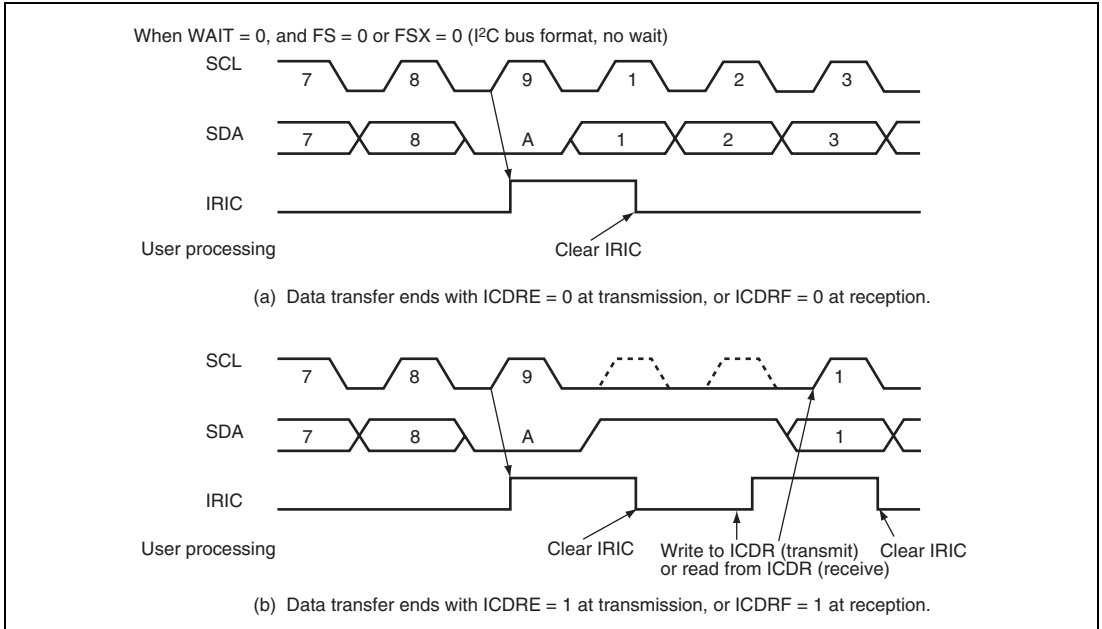 When WAIT = 0, and FS = 0 or FSX = 0 (I²C bus format, no wait)
SCL 7 8 9 1 2 3
SDA 7 8 A 1 2 3
IRIC
User processing Clear IRIC
(a) Data transfer ends with ICDRE = 0 at transmission, or ICDRF = 0 at reception.
SCL 7 8 9 1
SDA 7 8 A 1
IRIC
User processing Clear IRIC Write to ICDR (transmit) Clear IRIC
or read from ICDR (receive)
(b) Data transfer ends with ICDRE = 1 at transmission, or ICDRF = 1 at reception.